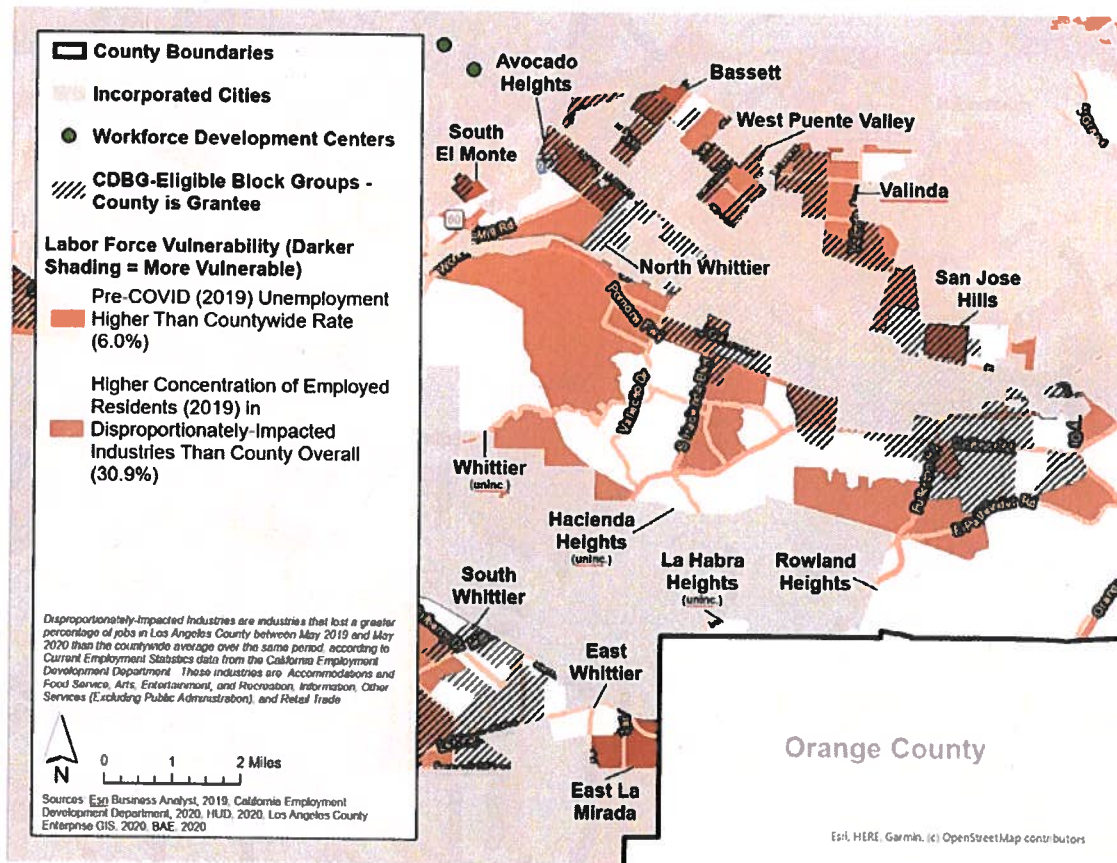 County Boundaries
Incorporated Cities
Workforce Development Centers
CDBG-Eligible Block Groups -
County is Grantee
Labor Force Vulnerability (Darker
Shading = More Vulnerable)
Pre-COVID (2019) Unemployment
Higher Than Countywide Rate
(6.0%)
Higher Concentration of Employed
Residents (2019) in
Disproportionately-Impacted
Industries Than County Overall
(30.9%)
Disproportionately-Impacted Industries are industries that lost a greater
percentage of jobs in Los Angeles County between May 2019 and May
2020 than the countywide average over the same period, according to
Current Employment Statistics data from the California Employment
Development Department. These industries are Accommodations and
Food Service, Arts, Entertainment, and Recreation, Information, Other
Services (Excluding Public Administration), and Retail Trade
N
0 1 2 Miles
Sources: Esri Business Analyst, 2019, California Employment
Development Department, 2020, HUD, 2020, Los Angeles County
Enterprise GIS, 2020, BAE, 2020
Avocado
Heights
Bassett
South
El Monte
West Puente Valley
Valinda
60
Mill Rd
North Whittier
San Jose
Hills
Whittier
(uninc.)
Hacienda
Heights
(uninc.)
La Habra
Heights
(uninc.)
Rowland
Heights
South
Whittier
East
Whittier
East La
Mirada
Orange County
Esri, HERE, Garmin, (c) OpenStreetMap contributors